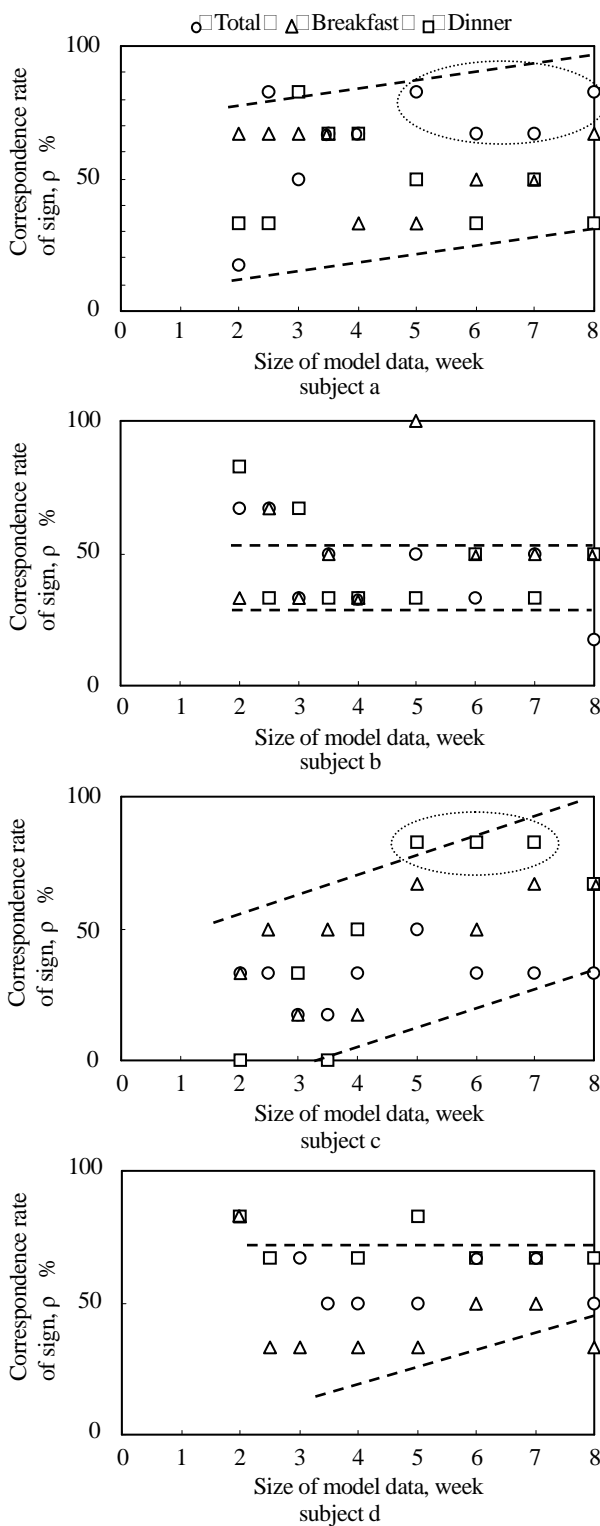 ○□Total □ △□Breakfast □ □□Dinner
100
50
0
0 1 2 3 4 5 6 7 8
Correspondence rate
of sign, ρ %
Size of model data, week
subject a
100
50
0
0 1 2 3 4 5 6 7 8
Correspondence rate
of sign, ρ %
Size of model data, week
subject b
100
50
0
0 1 2 3 4 5 6 7 8
Correspondence rate
of sign, ρ %
Size of model data, week
subject c
100
50
0
0 1 2 3 4 5 6 7 8
Correspondence rate
of sign, ρ %
Size of model data, week
subject d